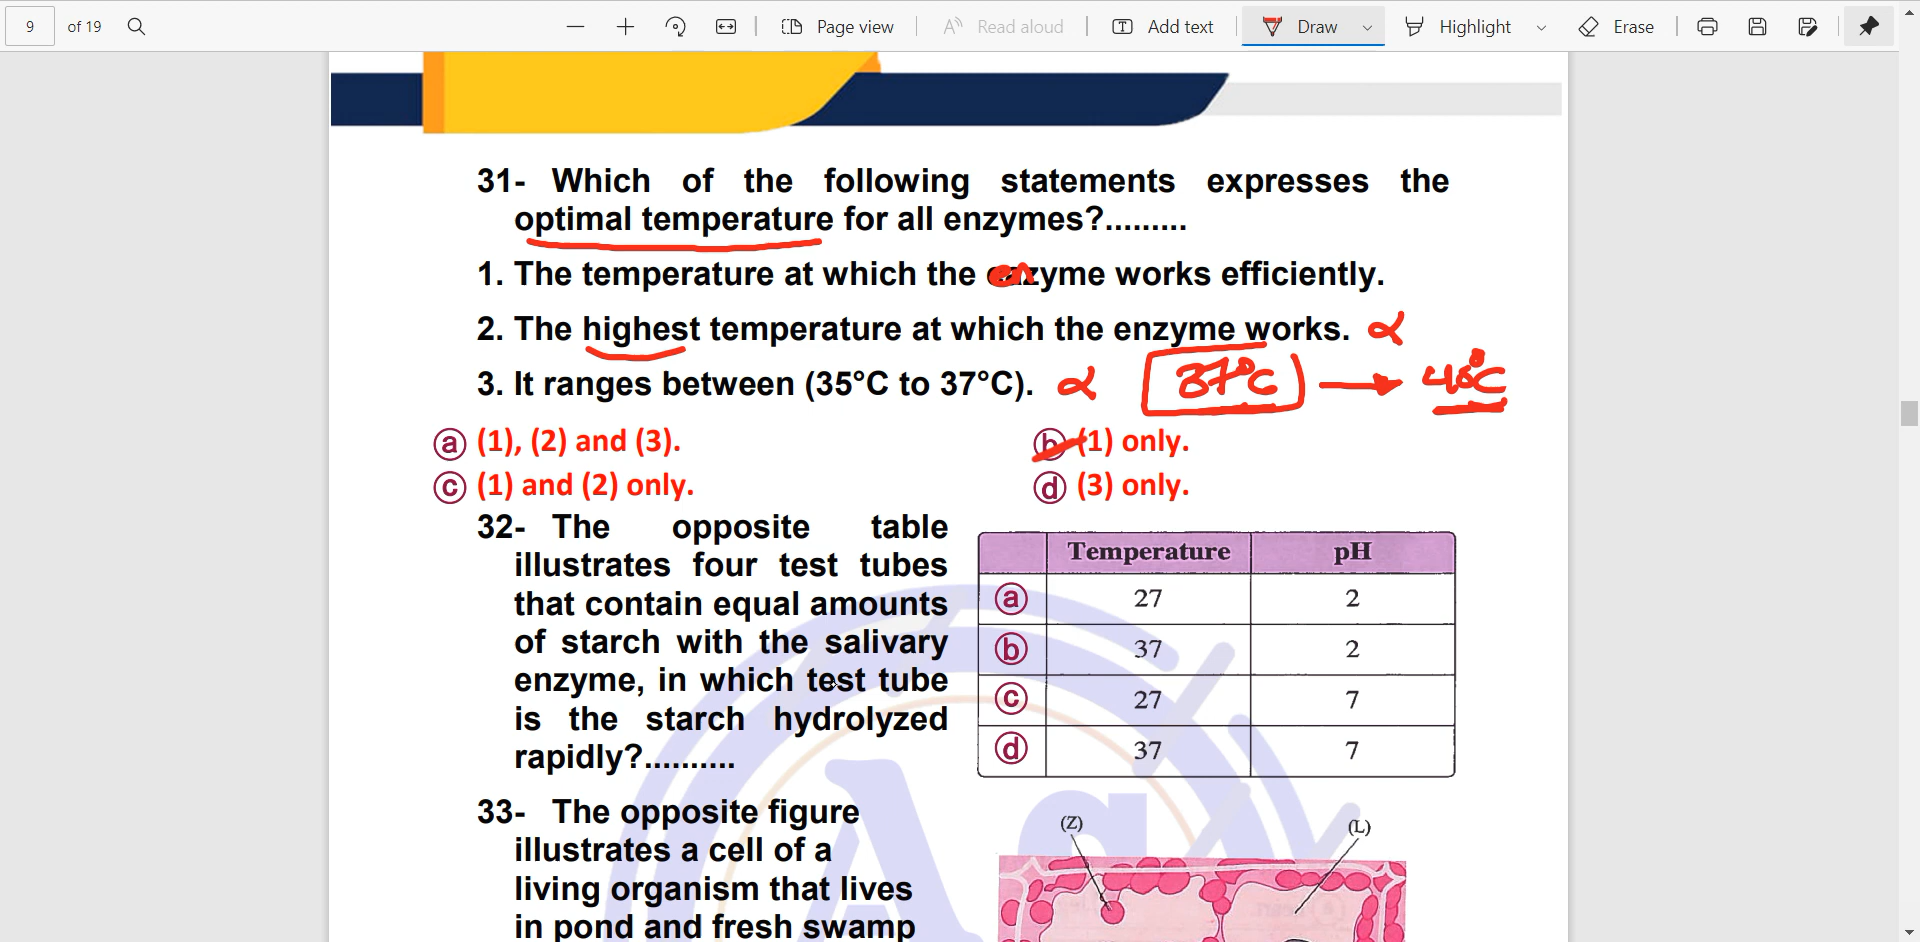 9 of 19 Page view Read aloud Add text Draw Highlight Erase
31- Which of the following statements expresses the
optimal temperature for all enzymes?.........
1. The temperature at which the enzyme works efficiently.
2. The highest temperature at which the enzyme works.
3. It ranges between (35°C to 37°C). 37°C → 40°C
a (1), (2) and (3). b (1) only.
c (1) and (2) only. d (3) only.
32- The opposite table
illustrates four test tubes
that contain equal amounts
of starch with the salivary
enzyme, in which test tube
is the starch hydrolyzed
rapidly?..........
Temperature pH
a 27 2
b 37 2
c 27 7
d 37 7
33- The opposite figure
illustrates a cell of a
living organism that lives
in pond and fresh swamp
(Z) (L)